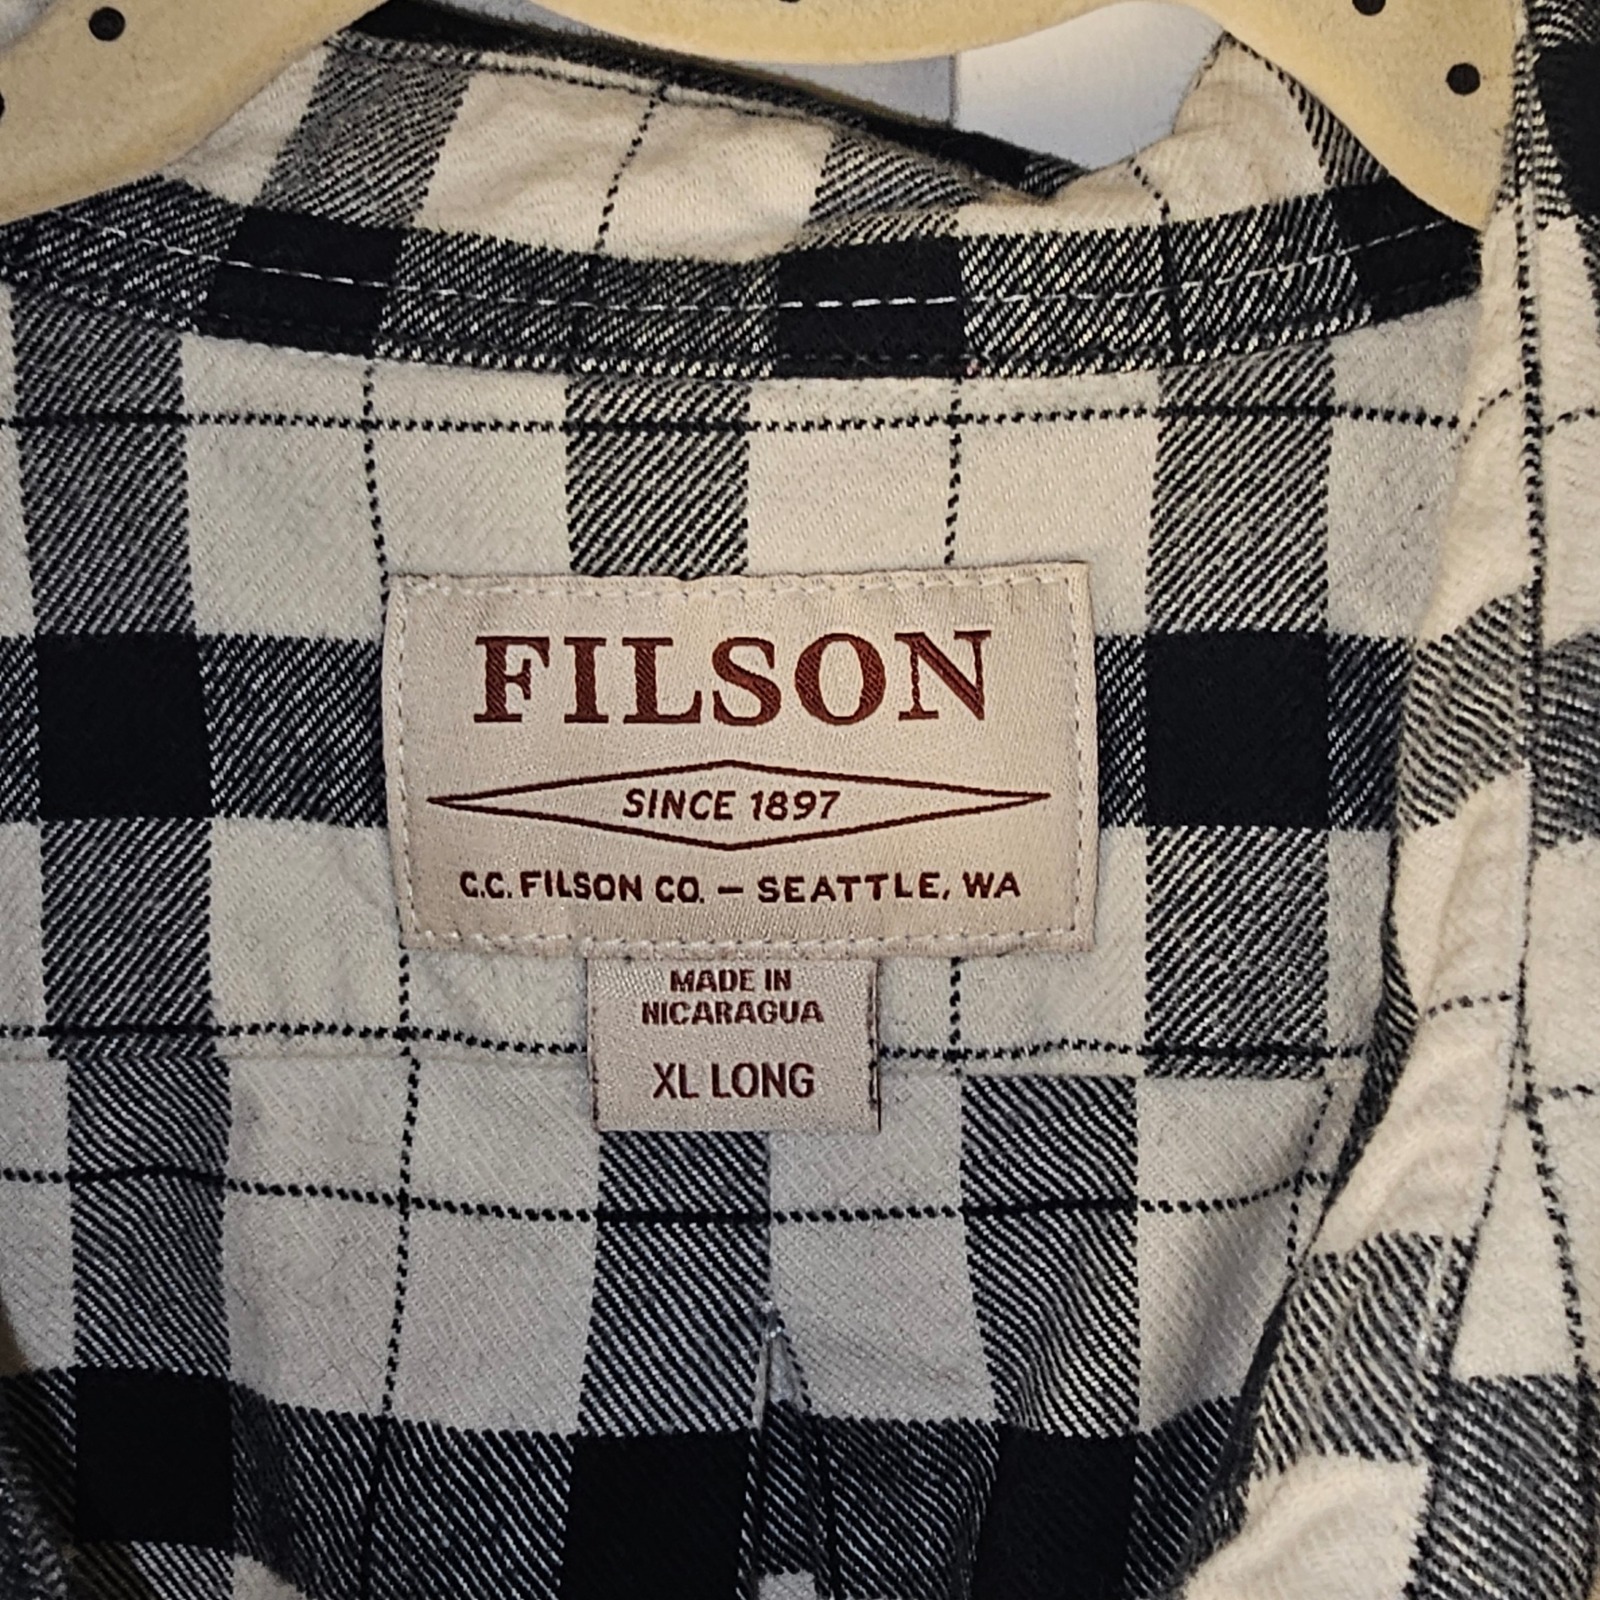 FILSON
SINCE 1897
C.C. FILSON CO. – SEATTLE, WA
MADE IN
NICARAGUA
XL LONG